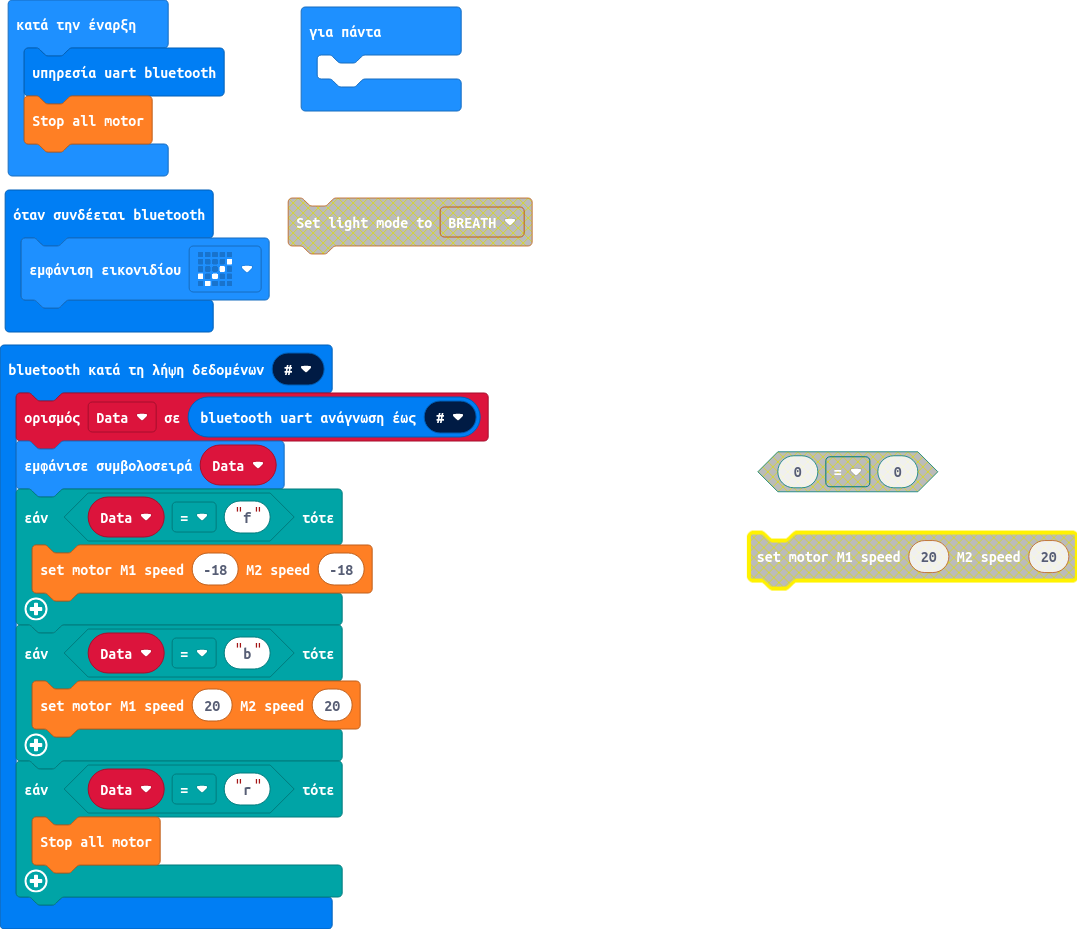 κατά την έναρξη
υπηρεσία uart bluetooth
Stop all motor
για πάντα
όταν συνδέεται bluetooth
εμφάνιση εικονιδίου
Set light mode to BREATH
bluetooth κατά τη λήψη δεδομένων #
ορισμός Data σε bluetooth uart ανάγνωση έως #
εμφάνισε συμβολοσειρά Data
εάν Data = "f" τότε
set motor M1 speed -18 M2 speed -18
εάν Data = "b" τότε
set motor M1 speed 20 M2 speed 20
εάν Data = "r" τότε
Stop all motor
0 = 0
set motor M1 speed 20 M2 speed 20